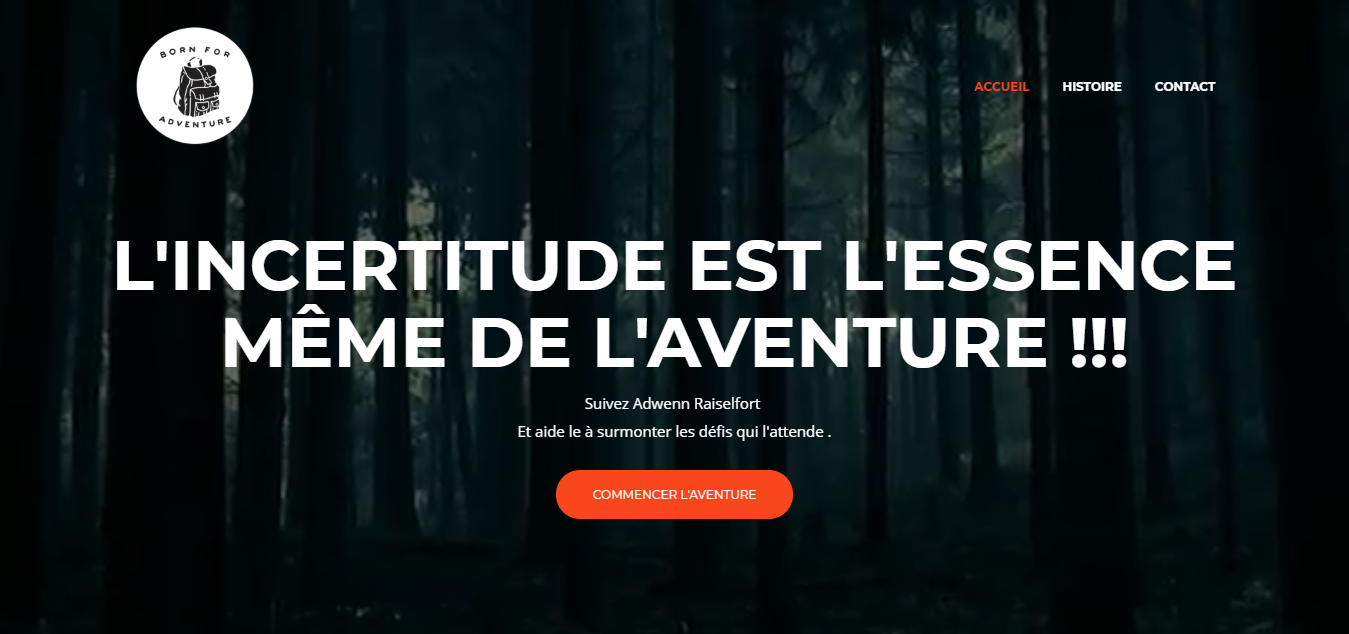 BORN FOR
ADVENTURE
ACCUEIL HISTOIRE CONTACT
L'INCERTITUDE EST L'ESSENCE
MÊME DE L'AVENTURE !!!
Suivez Adwenn Raiselfort
Et aide le à surmonter les défis qui l'attende .
COMMENCER L'AVENTURE